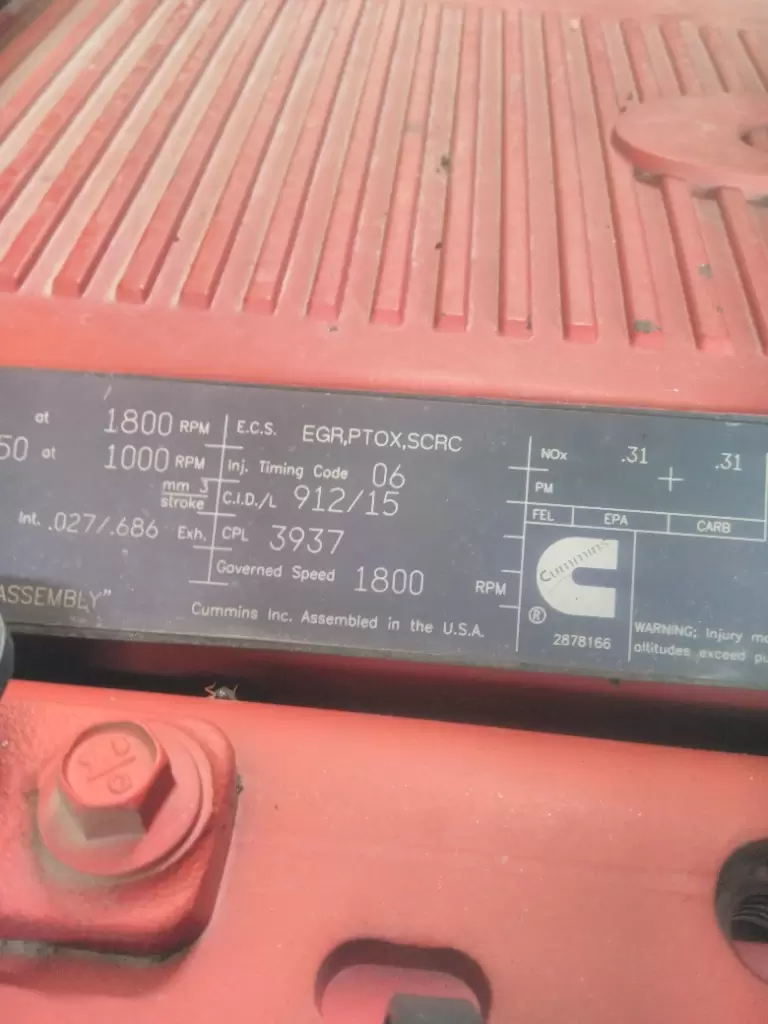 at 1800 RPM
50 at 1000 RPM
mm 3
stroke
Int. .027/.686 Exh.
ASSEMBLY"
E.C.S. EGR,PTOX,SCRC
Inj. Timing Code 06
C.I.D./L 912/15
CPL 3937
Governed Speed 1800 RPM
Cummins Inc. Assembled in the U.S.A.
NOx .31 .31
PM
FEL EPA CARB
Cummins
®
2878166
WARNING: Injury
altitudes exceed